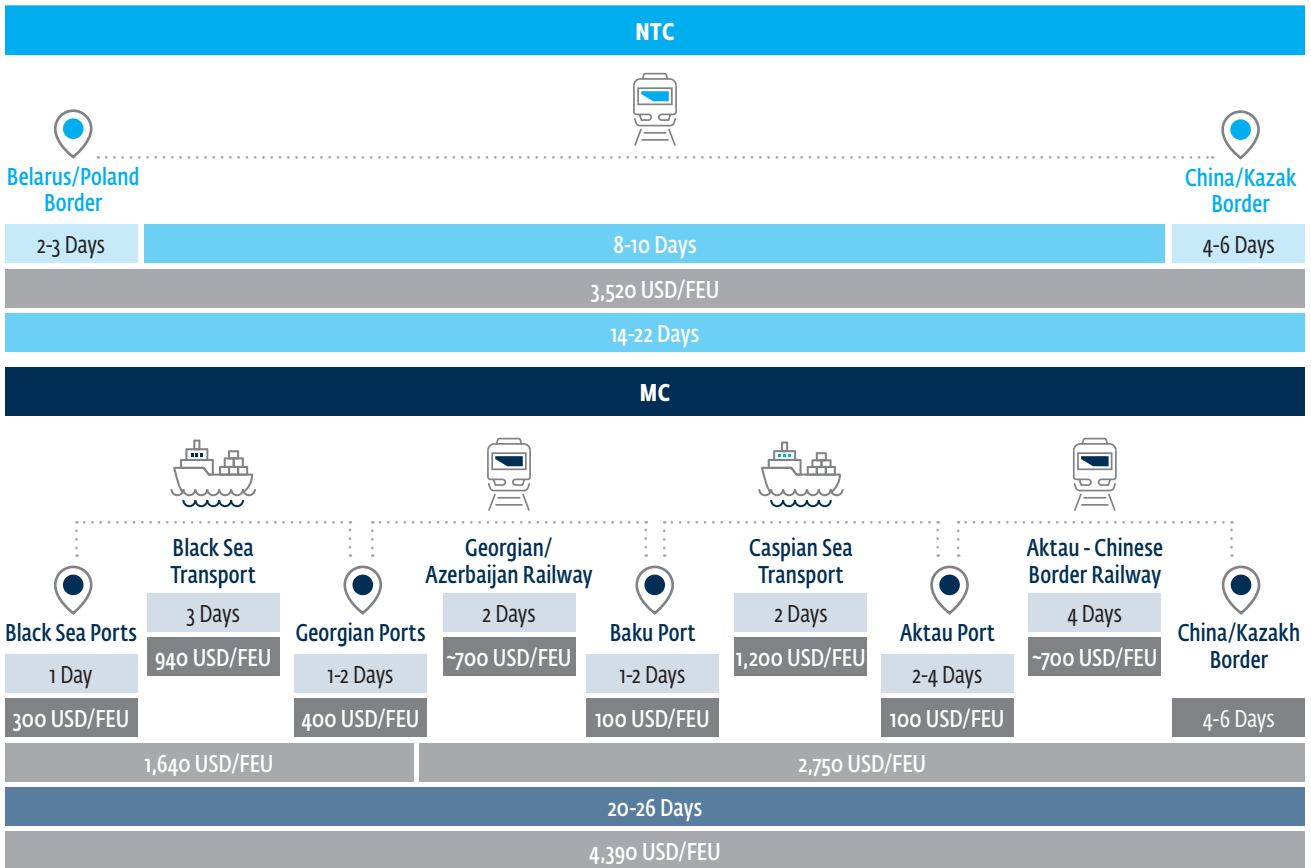 NTC
Belarus/Poland
Border
China/Kazak
Border
2-3 Days
8-10 Days
4-6 Days
3,520 USD/FEU
14-22 Days
MC
Black Sea
Transport
3 Days
940 USD/FEU
Georgian/
Azerbaijan Railway
2 Days
~700 USD/FEU
Caspian Sea
Transport
2 Days
1,200 USD/FEU
Aktau - Chinese
Border Railway
4 Days
~700 USD/FEU
Black Sea Ports
1 Day
300 USD/FEU
Georgian Ports
1-2 Days
400 USD/FEU
Baku Port
1-2 Days
100 USD/FEU
Aktau Port
2-4 Days
100 USD/FEU
China/Kazakh
Border
4-6 Days
1,640 USD/FEU
2,750 USD/FEU
20-26 Days
4,390 USD/FEU